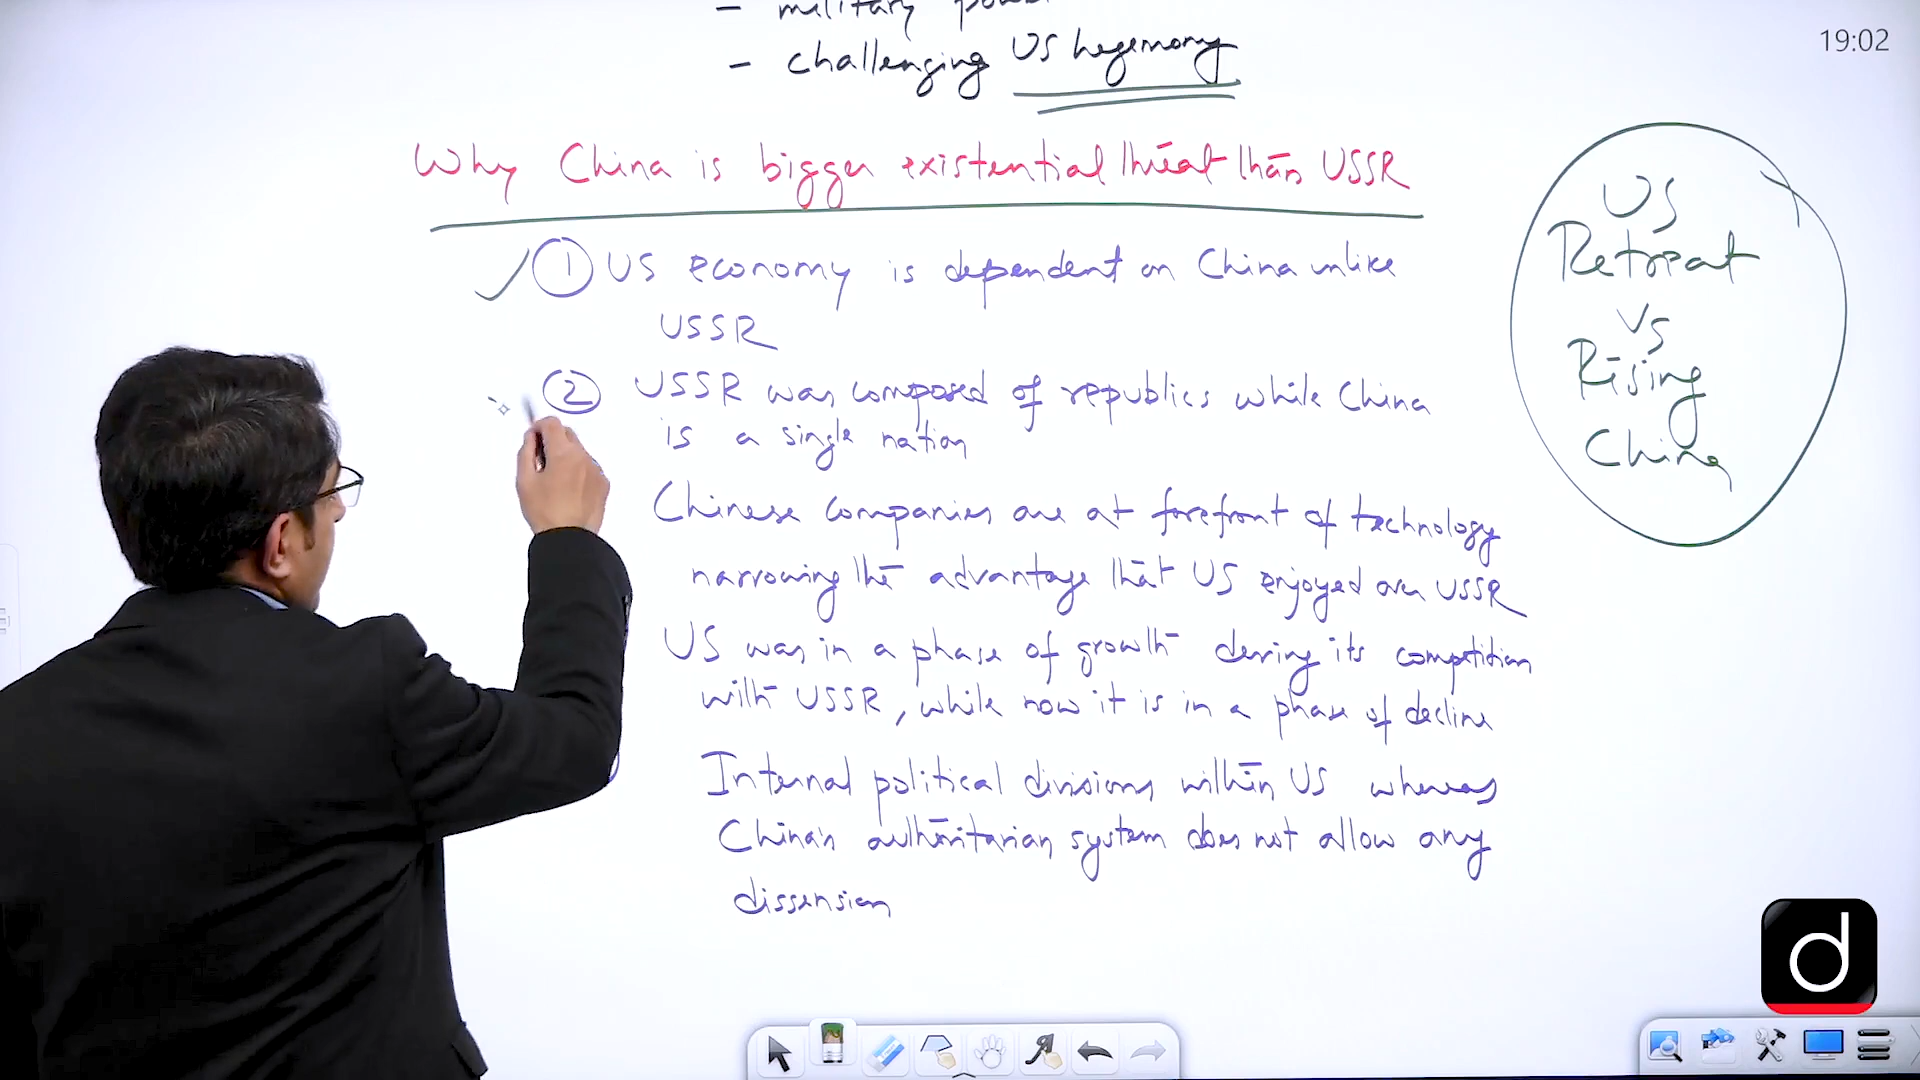 - military power
- challenging US hegemony
19:02
Why China is bigger existential threat than USSR
① US economy is dependent on China unlike
USSR
② USSR was composed of republics while China
is a single nation
Chinese companies are at forefront of technology
narrowing the advantage that US enjoyed over USSR
US was in a phase of growth during its competition
with USSR, while now it is in a phase of decline
Internal political divisions within US whereas
China's authoritarian system does not allow any
dissension
US
Retreat
Vs
Rising
China
d